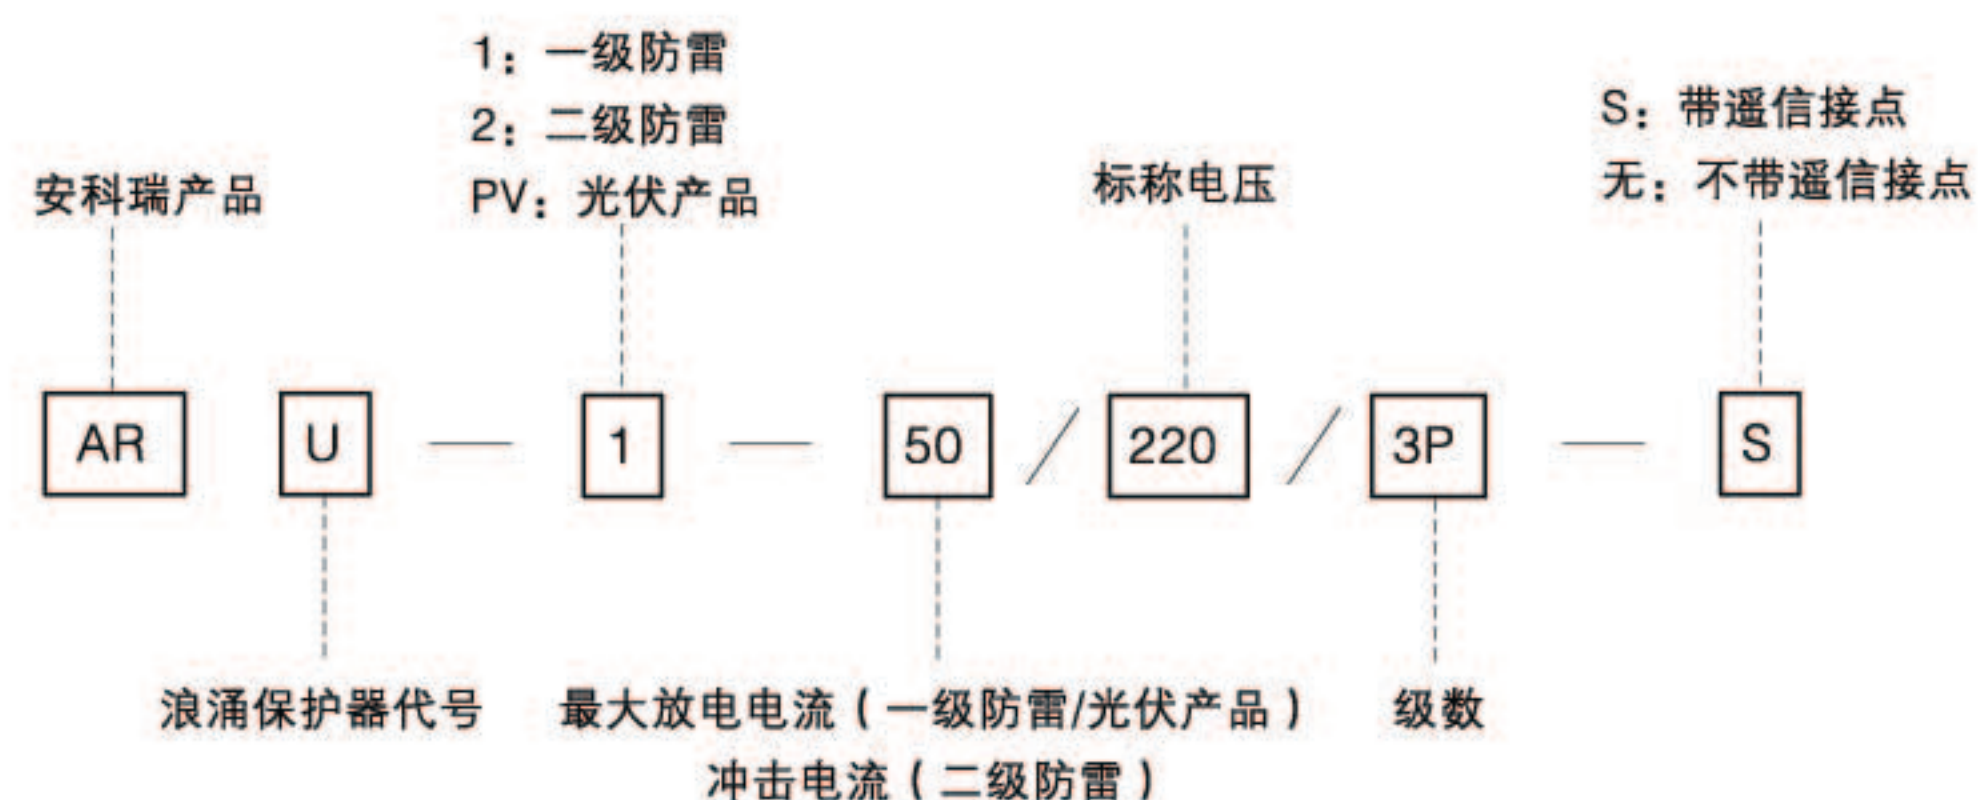 1：一级防雷
2：二级防雷
PV：光伏产品
安科瑞产品
标称电压
S：带遥信接点
无：不带遥信接点
AR U — 1 — 50 / 220 / 3P — S
浪涌保护器代号
最大放电电流（一级防雷/光伏产品）
冲击电流（二级防雷）
级数